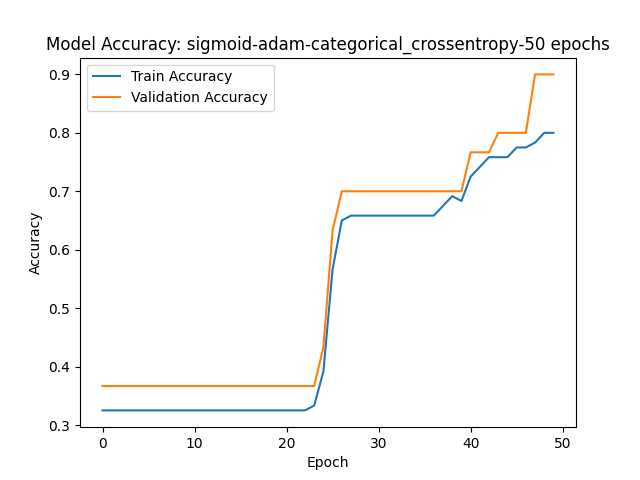 Model Accuracy: sigmoid-adam-categorical_crossentropy-50 epochs
Train Accuracy
Validation Accuracy
0.9
0.8
0.7
0.6
0.5
0.4
0.3
Accuracy
0 10 20 30 40 50
Epoch